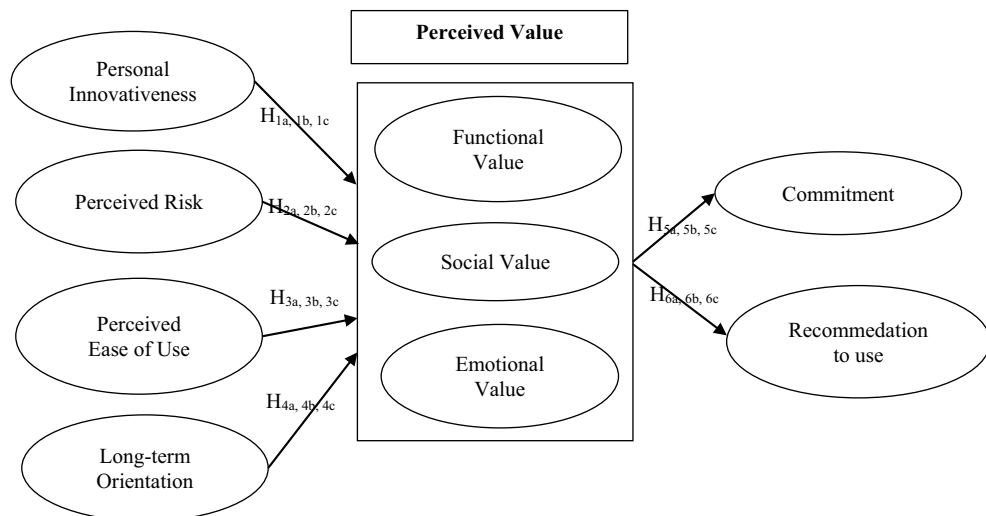 Perceived Value
Personal
Innovativeness
H1a, 1b, 1c
Functional
Value
Perceived Risk
H2a, 2b, 2c
Commitment
Social Value
H5a, 5b, 5c
H3a, 3b, 3c
H6a, 6b, 6c
Perceived
Ease of Use
Recommedation
to use
Emotional
Value
H4a, 4b, 4c
Long-term
Orientation